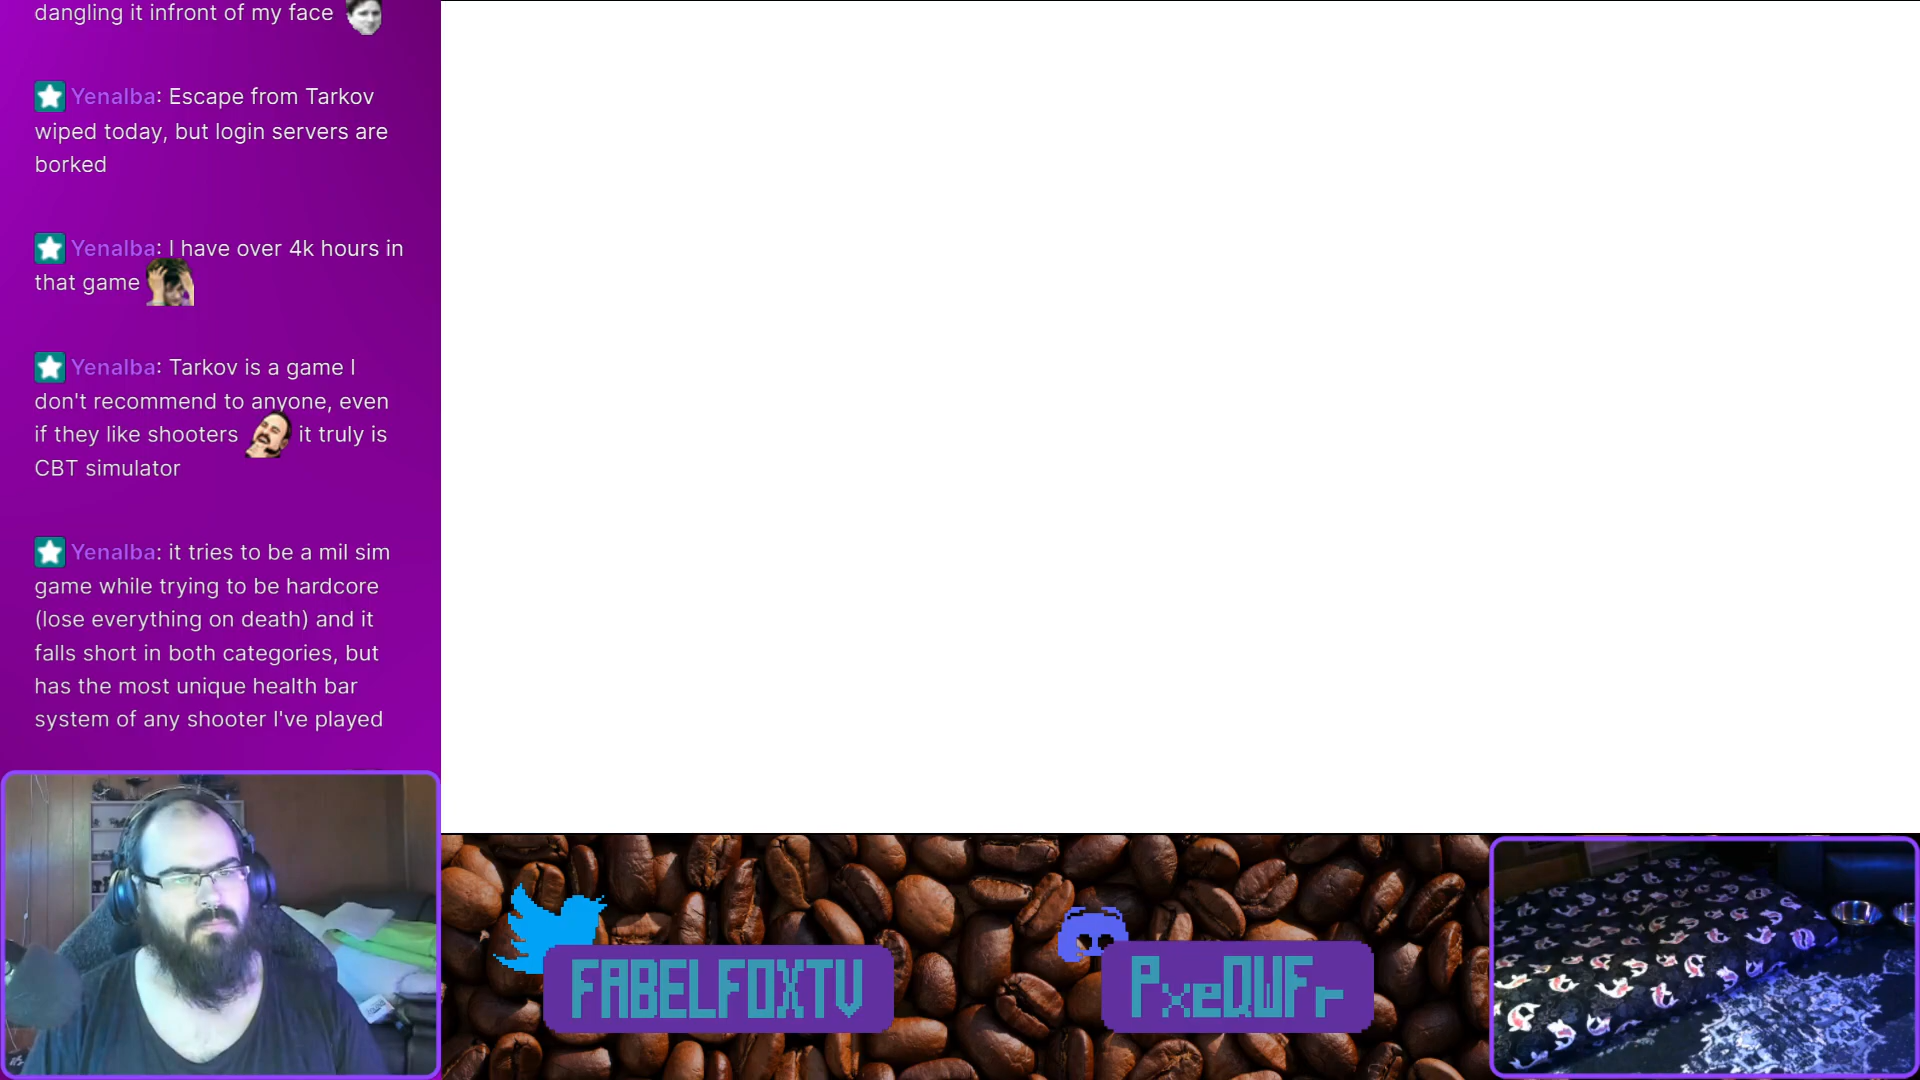 dangling it infront of my face
Yenalba: Escape from Tarkov
wiped today, but login servers are
borked
Yenalba: I have over 4k hours in
that game
Yenalba: Tarkov is a game I
don't recommend to anyone, even
if they like shooters it truly is
CBT simulator
Yenalba: it tries to be a mil sim
game while trying to be hardcore
(lose everything on death) and it
falls short in both categories, but
has the most unique health bar
system of any shooter I've played
FABELFOXTV
PxeQWFr